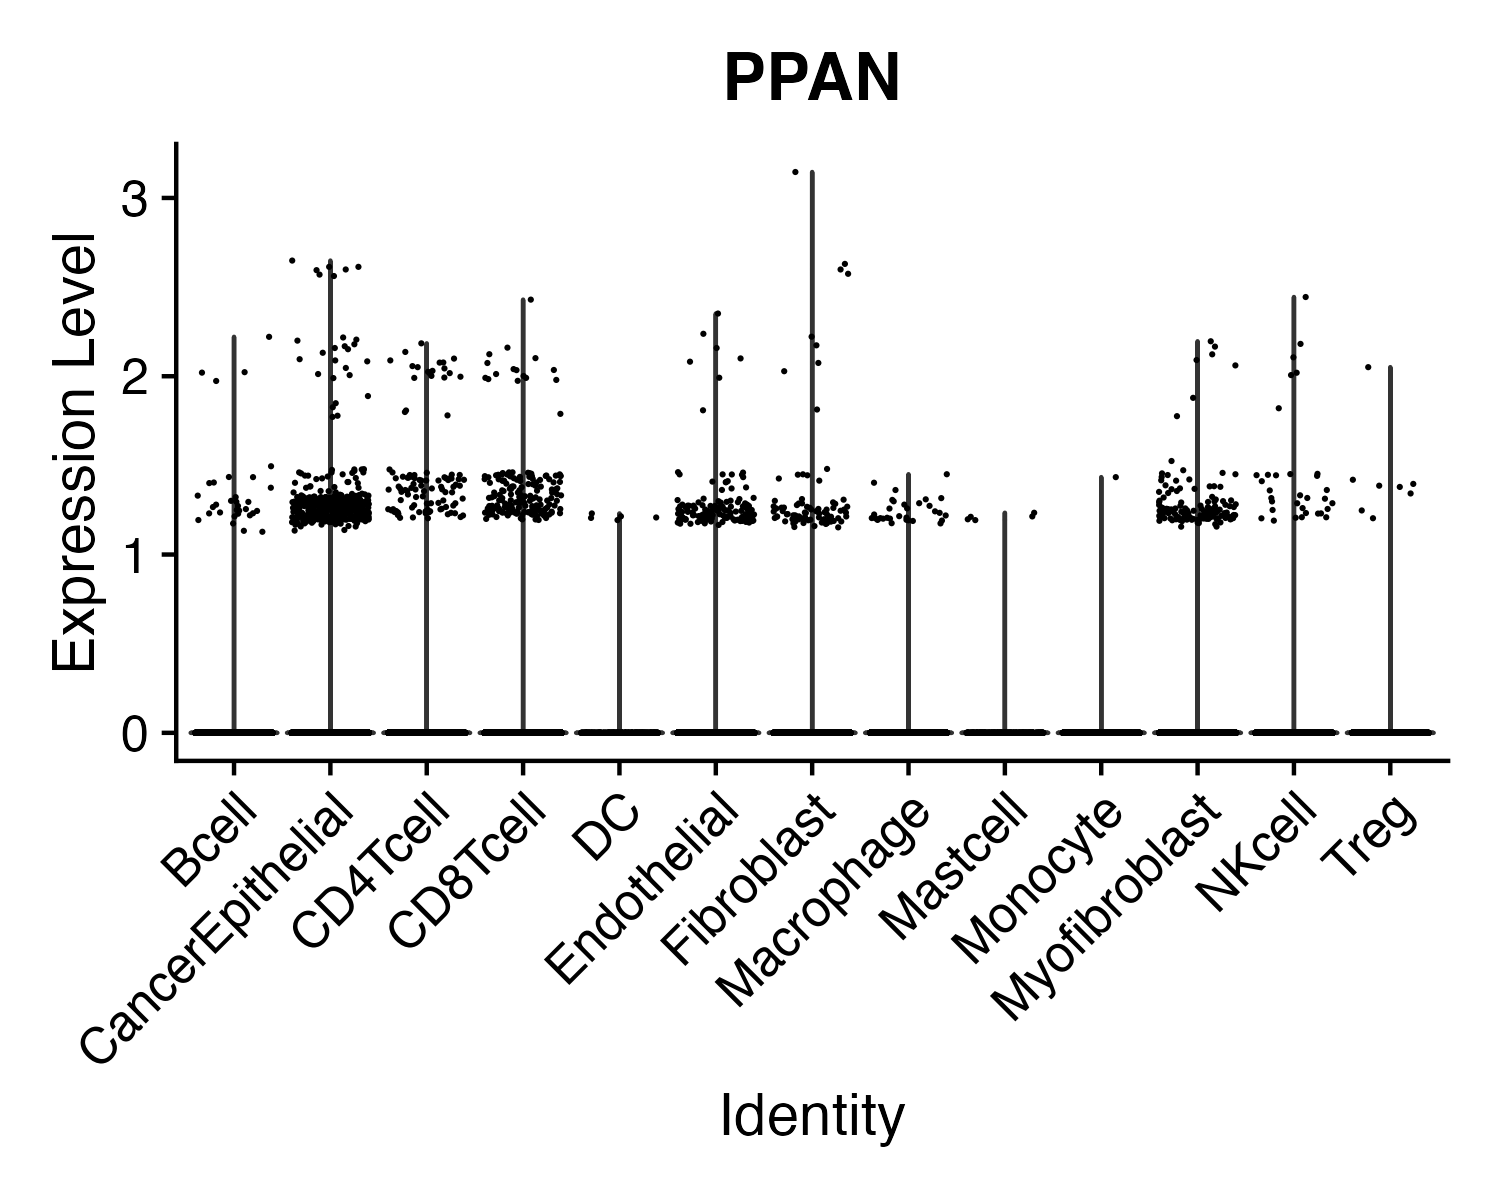 PPAN
Expression Level
3
2
1
0
Bcell
CancerEpithelial
CD4Tcell
CD8Tcell
DC
Endothelial
Fibroblast
Macrophage
Mastcell
Monocyte
Myofibroblast
NKcell
Treg
Identity